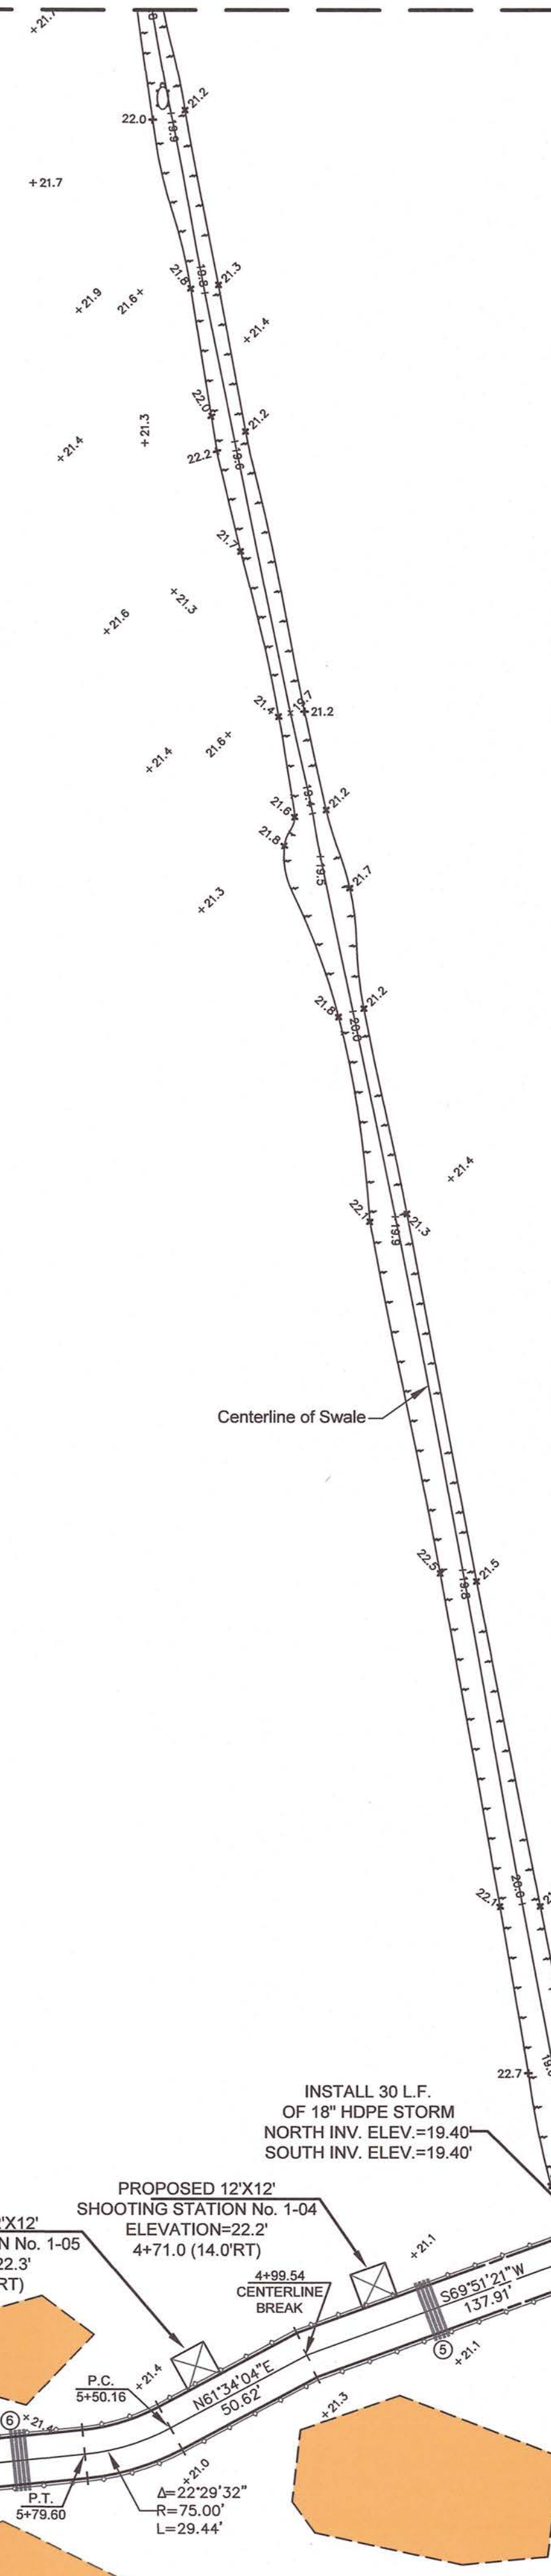 21.2
22.0
19.9
+21.7
21.8
19.8
21.3
+21.9
21.6+
+21.4
22.0
21.2
+21.3
+21.4
22.2
19.6
21.7
+21.3
+21.6
21.4
19.7
21.2
21.6+
+21.4
19.4
21.2
21.6
21.8
19.5
21.7
+21.3
21.2
21.8
20.0
+21.4
22.1
21.3
19.9
Centerline of Swale
22.5
21.5
19.8
22.1
20.0
22.7
INSTALL 30 L.F.
OF 18" HDPE STORM
NORTH INV. ELEV.=19.40'
SOUTH INV. ELEV.=19.40'
PROPOSED 12'X12'
SHOOTING STATION No. 1-04
ELEVATION=22.2'
4+71.0 (14.0'RT)
'X12'
N No. 1-05
22.3'
RT)
+21.1
4+99.54
CENTERLINE
BREAK
S69°51'21"W
137.91'
5
+21.1
+21.4
P.C.
5+50.16
N61°34'04"E
50.62'
+21.3
6
+21.4
+21.0
P.T.
5+79.60
Δ=22°29'32"
R=75.00'
L=29.44'